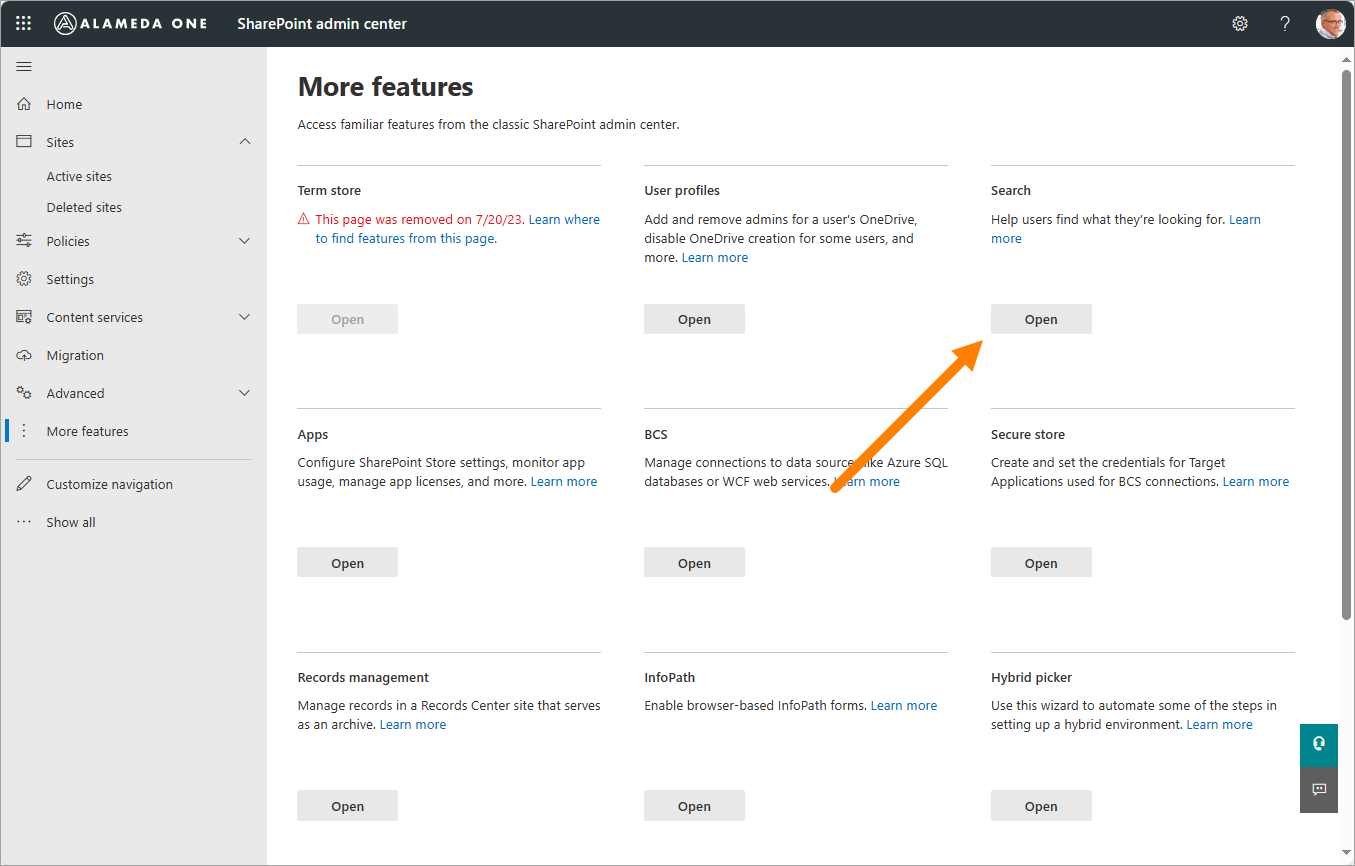 ALAMEDA ONE
SharePoint admin center
?
Home
Sites
Active sites
Deleted sites
Policies
Settings
Content services
Migration
Advanced
More features
Customize navigation
Show all
More features
Access familiar features from the classic SharePoint admin center.
Term store
This page was removed on 7/20/23. Learn where
to find features from this page.
Open
User profiles
Add and remove admins for a user's OneDrive,
disable OneDrive creation for some users, and
more. Learn more
Open
Search
Help users find what they're looking for. Learn
more
Open
Apps
Configure SharePoint Store settings, monitor app
usage, manage app licenses, and more. Learn more
Open
BCS
Manage connections to data sources like Azure SQL
databases or WCF web services. Learn more
Open
Secure store
Create and set the credentials for Target
Applications used for BCS connections. Learn more
Open
Records management
Manage records in a Records Center site that serves
as an archive. Learn more
Open
InfoPath
Enable browser-based InfoPath forms. Learn more
Open
Hybrid picker
Use this wizard to automate some of the steps in
setting up a hybrid environment. Learn more
Open